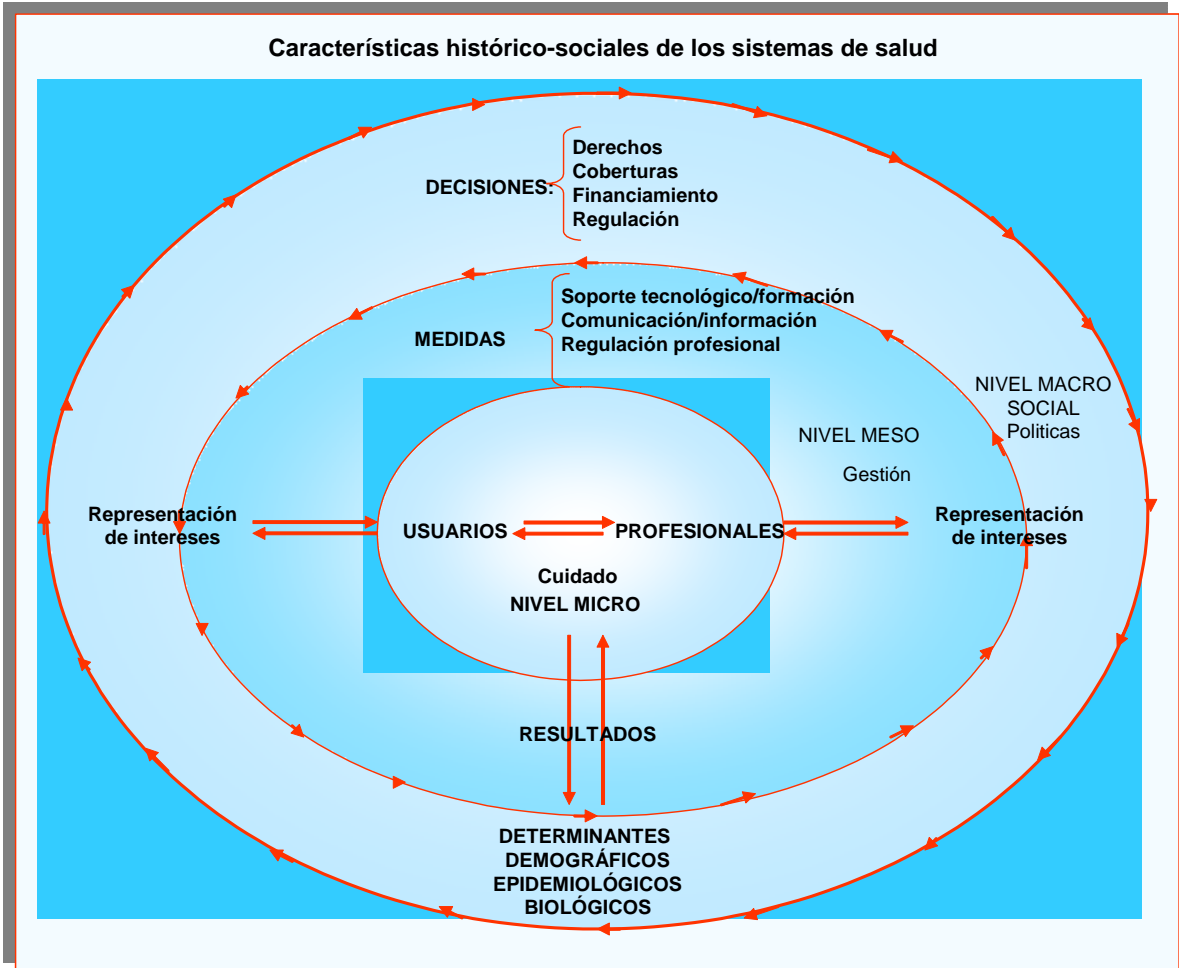 Características histórico-sociales de los sistemas de salud
DECISIONES:
Derechos
Coberturas
Financiamiento
Regulación
MEDIDAS
Soporte tecnológico/formación
Comunicación/información
Regulación profesional
NIVEL MACRO
SOCIAL
Politicas
NIVEL MESO
Gestión
Representación
de intereses
USUARIOS
PROFESIONALES
Representación
de intereses
Cuidado
NIVEL MICRO
RESULTADOS
DETERMINANTES
DEMOGRÁFICOS
EPIDEMIOLÓGICOS
BIOLÓGICOS